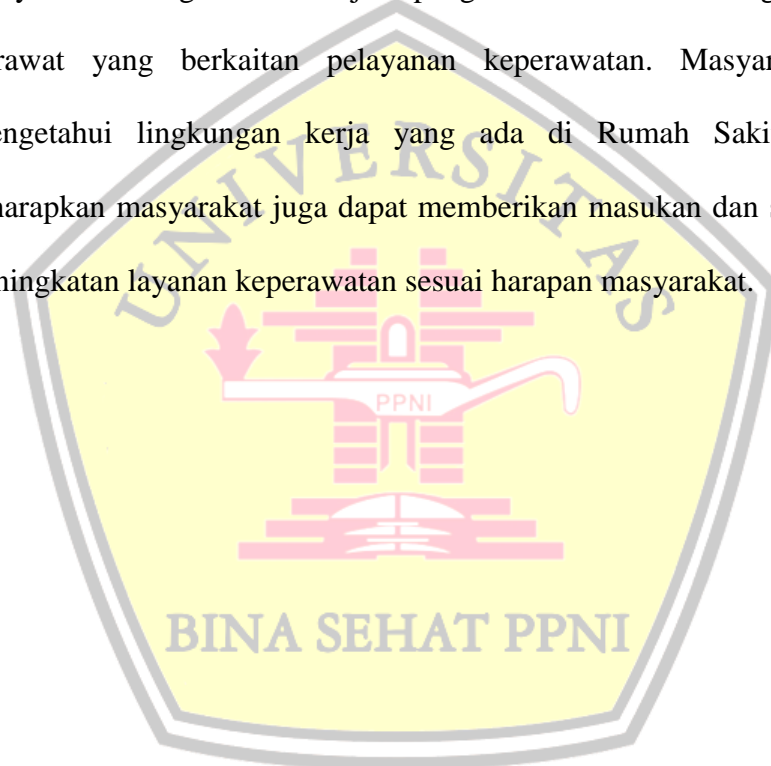 rawat yang berkaitan pelayanan keperawatan. Masyar
engetahui lingkungan kerja yang ada di Rumah Saki
harapkan masyarakat juga dapat memberikan masukan dan s
ningkatan layanan keperawatan sesuai harapan masyarakat.
UNIVERSITAS
PPNI
BINA SEHAT PPNI